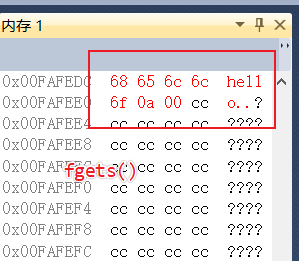 内存 1
0x00FAFEDC 68 65 6c 6c hell
0x00FAFEE0 6f 0a 00 cc o..?
0x00FAFEE4 cc cc cc cc ????
0x00FAFEE8 cc cc cc cc ????
cc cc cc cc ????
fgets()
0x00FAFEF0 cc cc cc cc ????
0x00FAFEF4 cc cc cc cc ????
0x00FAFEF8 cc cc cc cc ????
0x00FAFEFC cc cc cc cc ????